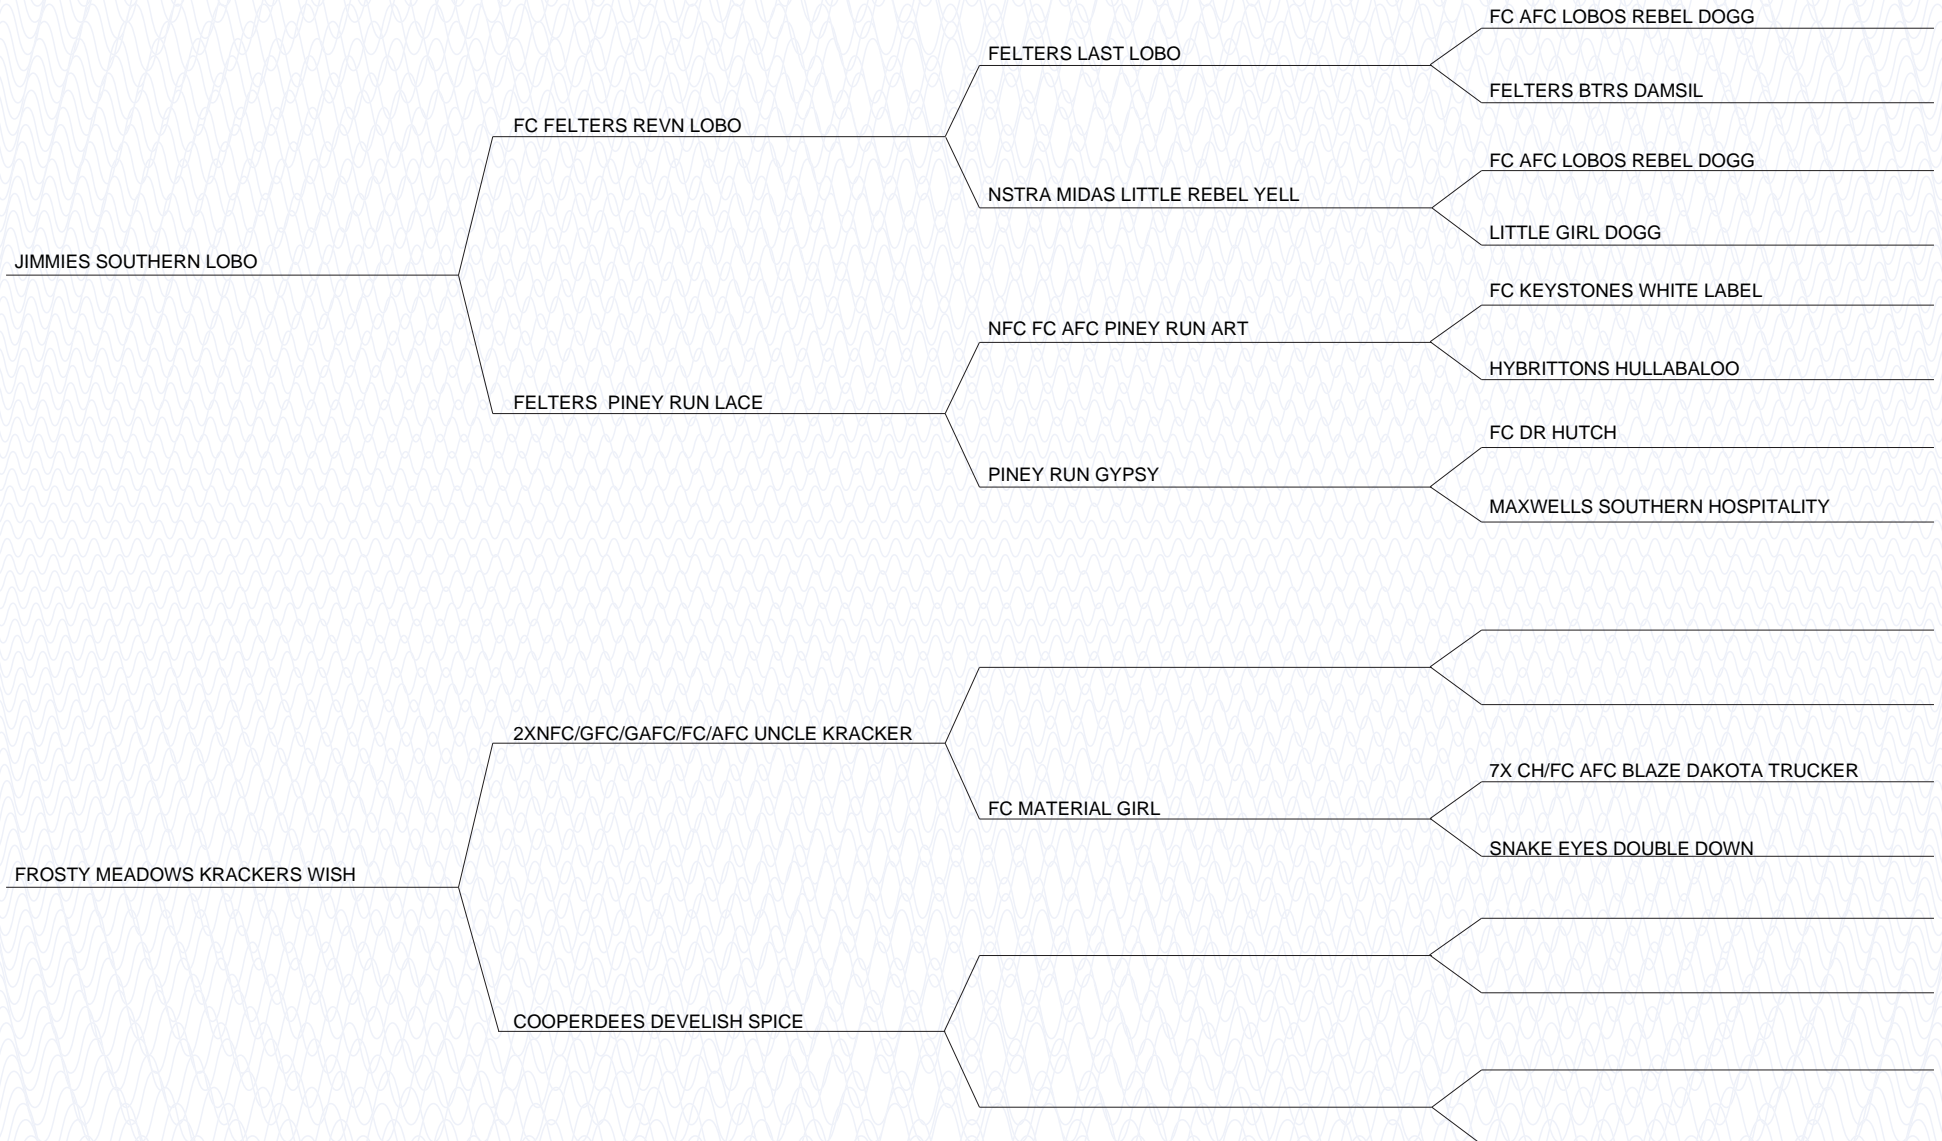 FC AFC LOBOS REBEL DOGG
FELTERS LAST LOBO
FELTERS BTRS DAMSIL
FC FELTERS REVN LOBO
FC AFC LOBOS REBEL DOGG
NSTRA MIDAS LITTLE REBEL YELL
LITTLE GIRL DOGG
JIMMIES SOUTHERN LOBO
FC KEYSTONES WHITE LABEL
NFC FC AFC PINEY RUN ART
HYBRITTONS HULLABALOO
FELTERS  PINEY RUN LACE
FC DR HUTCH
PINEY RUN GYPSY
MAXWELLS SOUTHERN HOSPITALITY
2XNFC/GFC/GAFC/FC/AFC UNCLE KRACKER
7X CH/FC AFC BLAZE DAKOTA TRUCKER
FC MATERIAL GIRL
SNAKE EYES DOUBLE DOWN
FROSTY MEADOWS KRACKERS WISH
COOPERDEES DEVELISH SPICE